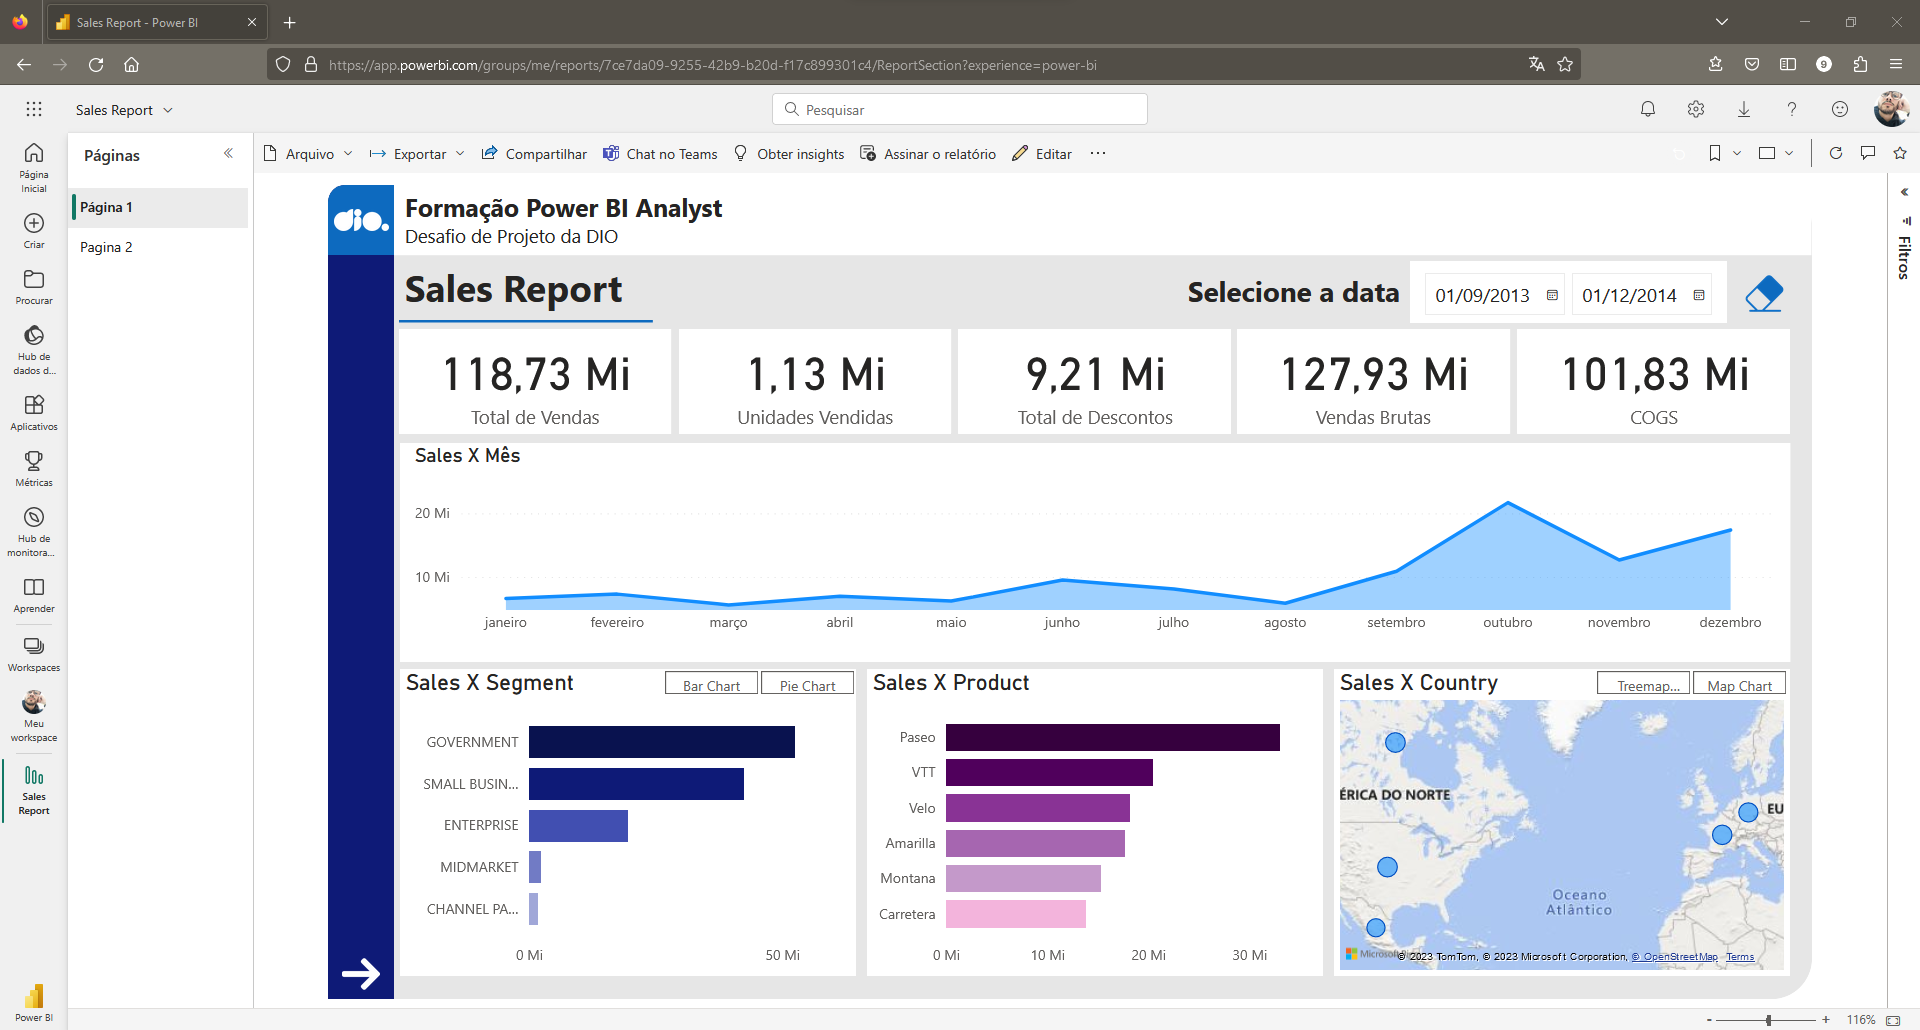 Sales Report - Power BI
https://app.powerbi.com/groups/me/reports/7ce7da09-9255-42b9-b20d-f17c899301c4/ReportSection?experience=power-bi
9
Sales Report
Pesquisar
Página Inicial
Criar
Procurar
Hub de dados d...
Aplicativos
Métricas
Hub de monitora...
Aprender
Workspaces
Meu workspace
Sales Report
Power BI
Páginas
Página 1
Pagina 2
Arquivo
Exportar
Compartilhar
Chat no Teams
Obter insights
Assinar o relatório
Editar
Filtros
dio.
Formação Power BI Analyst
Desafio de Projeto da DIO
Sales Report
Selecione a data
01/09/2013
01/12/2014
118,73 Mi
Total de Vendas
1,13 Mi
Unidades Vendidas
9,21 Mi
Total de Descontos
127,93 Mi
Vendas Brutas
101,83 Mi
COGS
Sales X Mês
20 Mi
10 Mi
janeiro fevereiro março abril maio junho julho agosto setembro outubro novembro dezembro
Sales X Segment
Bar Chart
Pie Chart
GOVERNMENT
SMALL BUSIN...
ENTERPRISE
MIDMARKET
CHANNEL PA...
0 Mi 50 Mi
Sales X Product
Paseo
VTT
Velo
Amarilla
Montana
Carretera
0 Mi 10 Mi 20 Mi 30 Mi
Sales X Country
Treemap...
Map Chart
ÉRICA DO NORTE
EU
Oceano
Atlântico
© 2023 TomTom, © 2023 Microsoft Corporation, © OpenStreetMap Terms
116%